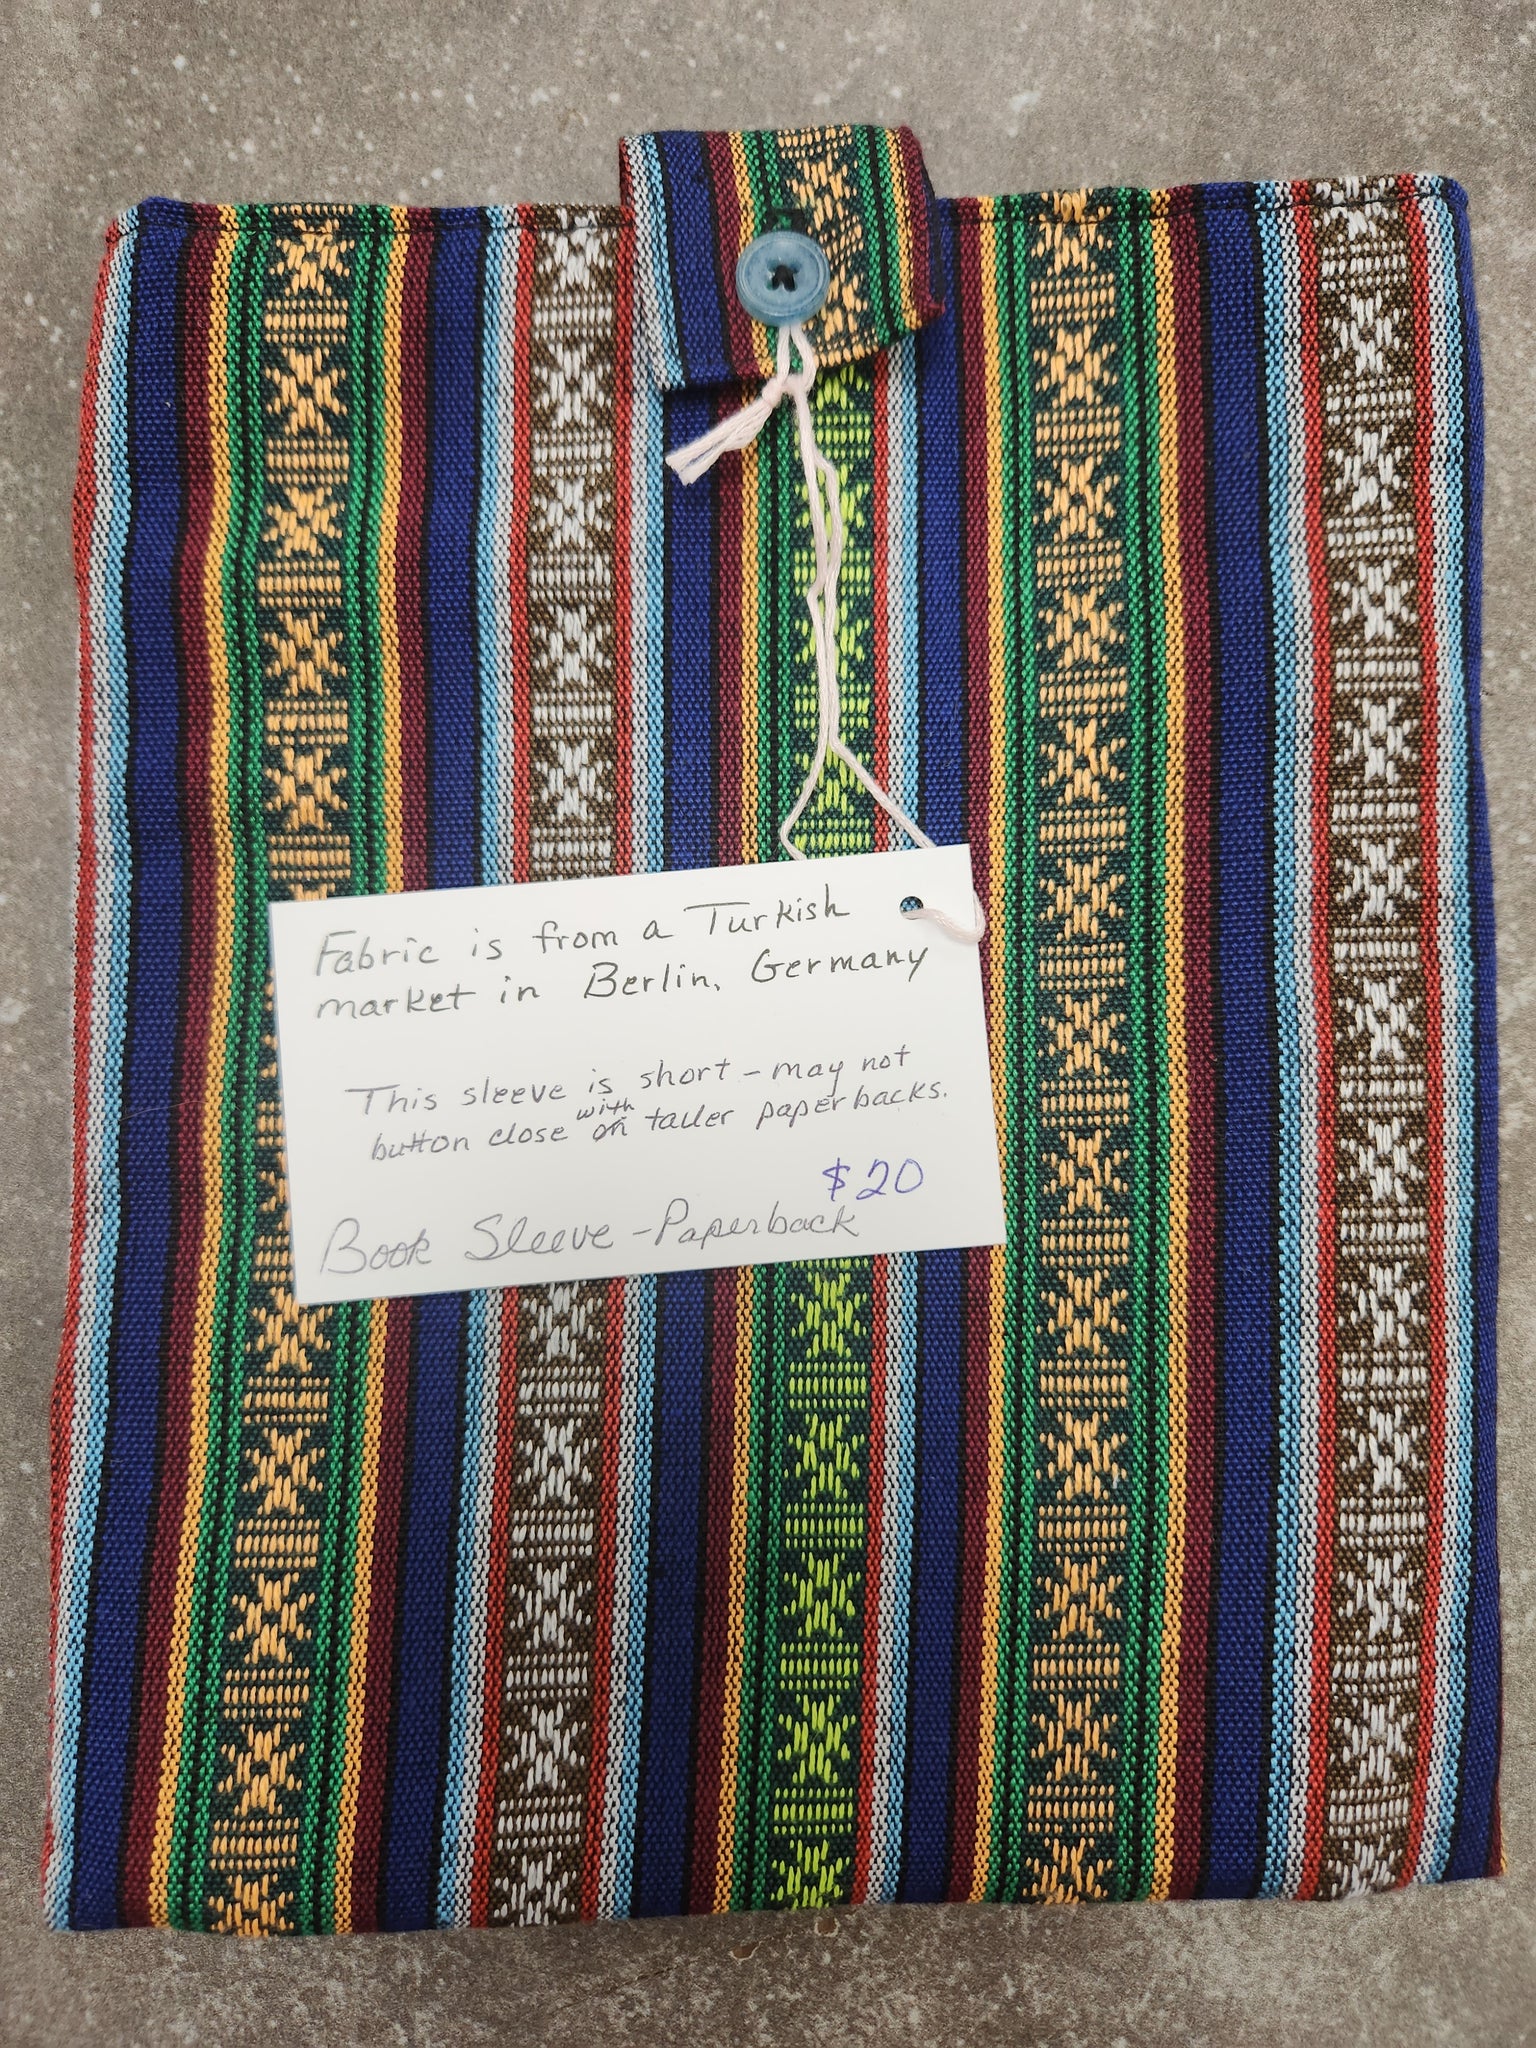 Fabric is from a Turkish
market in Berlin, Germany
This sleeve is short - may not
button close with taller paperbacks.
$20
Book Sleeve - Paperback